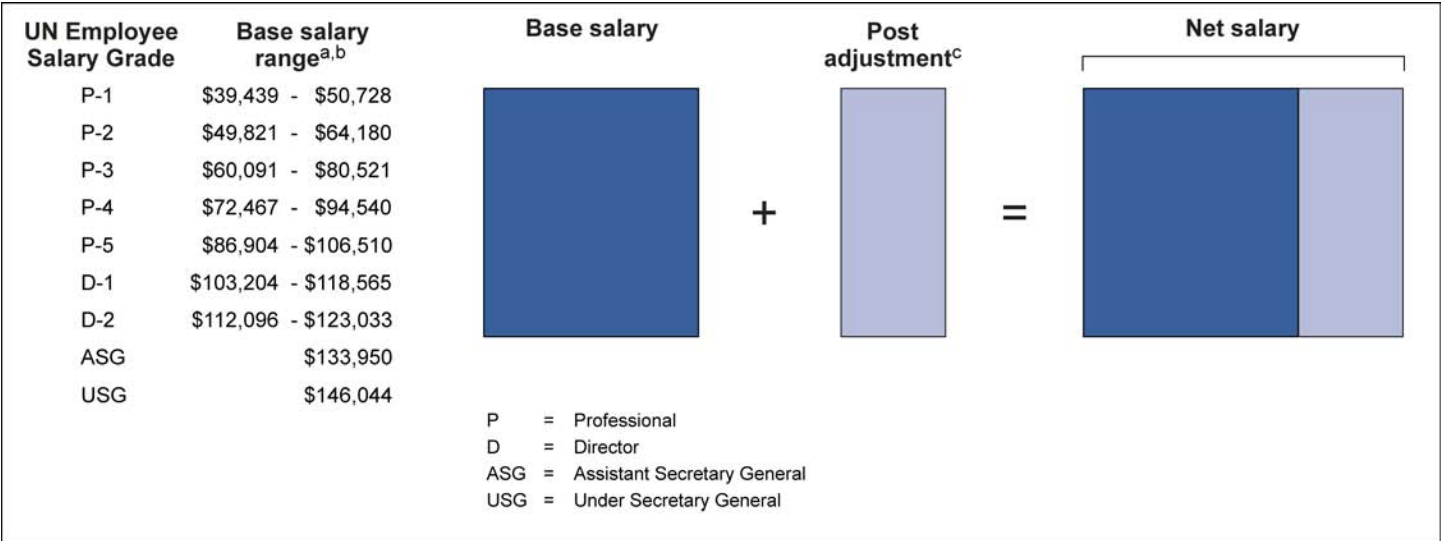 UN Employee Salary Grade
Base salary range a,b
Base salary
Post adjustment c
Net salary
P-1 $39,439 - $50,728
P-2 $49,821 - $64,180
P-3 $60,091 - $80,521
P-4 $72,467 - $94,540
P-5 $86,904 - $106,510
D-1 $103,204 - $118,565
D-2 $112,096 - $123,033
ASG $133,950
USG $146,044
+
=
P = Professional
D = Director
ASG = Assistant Secretary General
USG = Under Secretary General